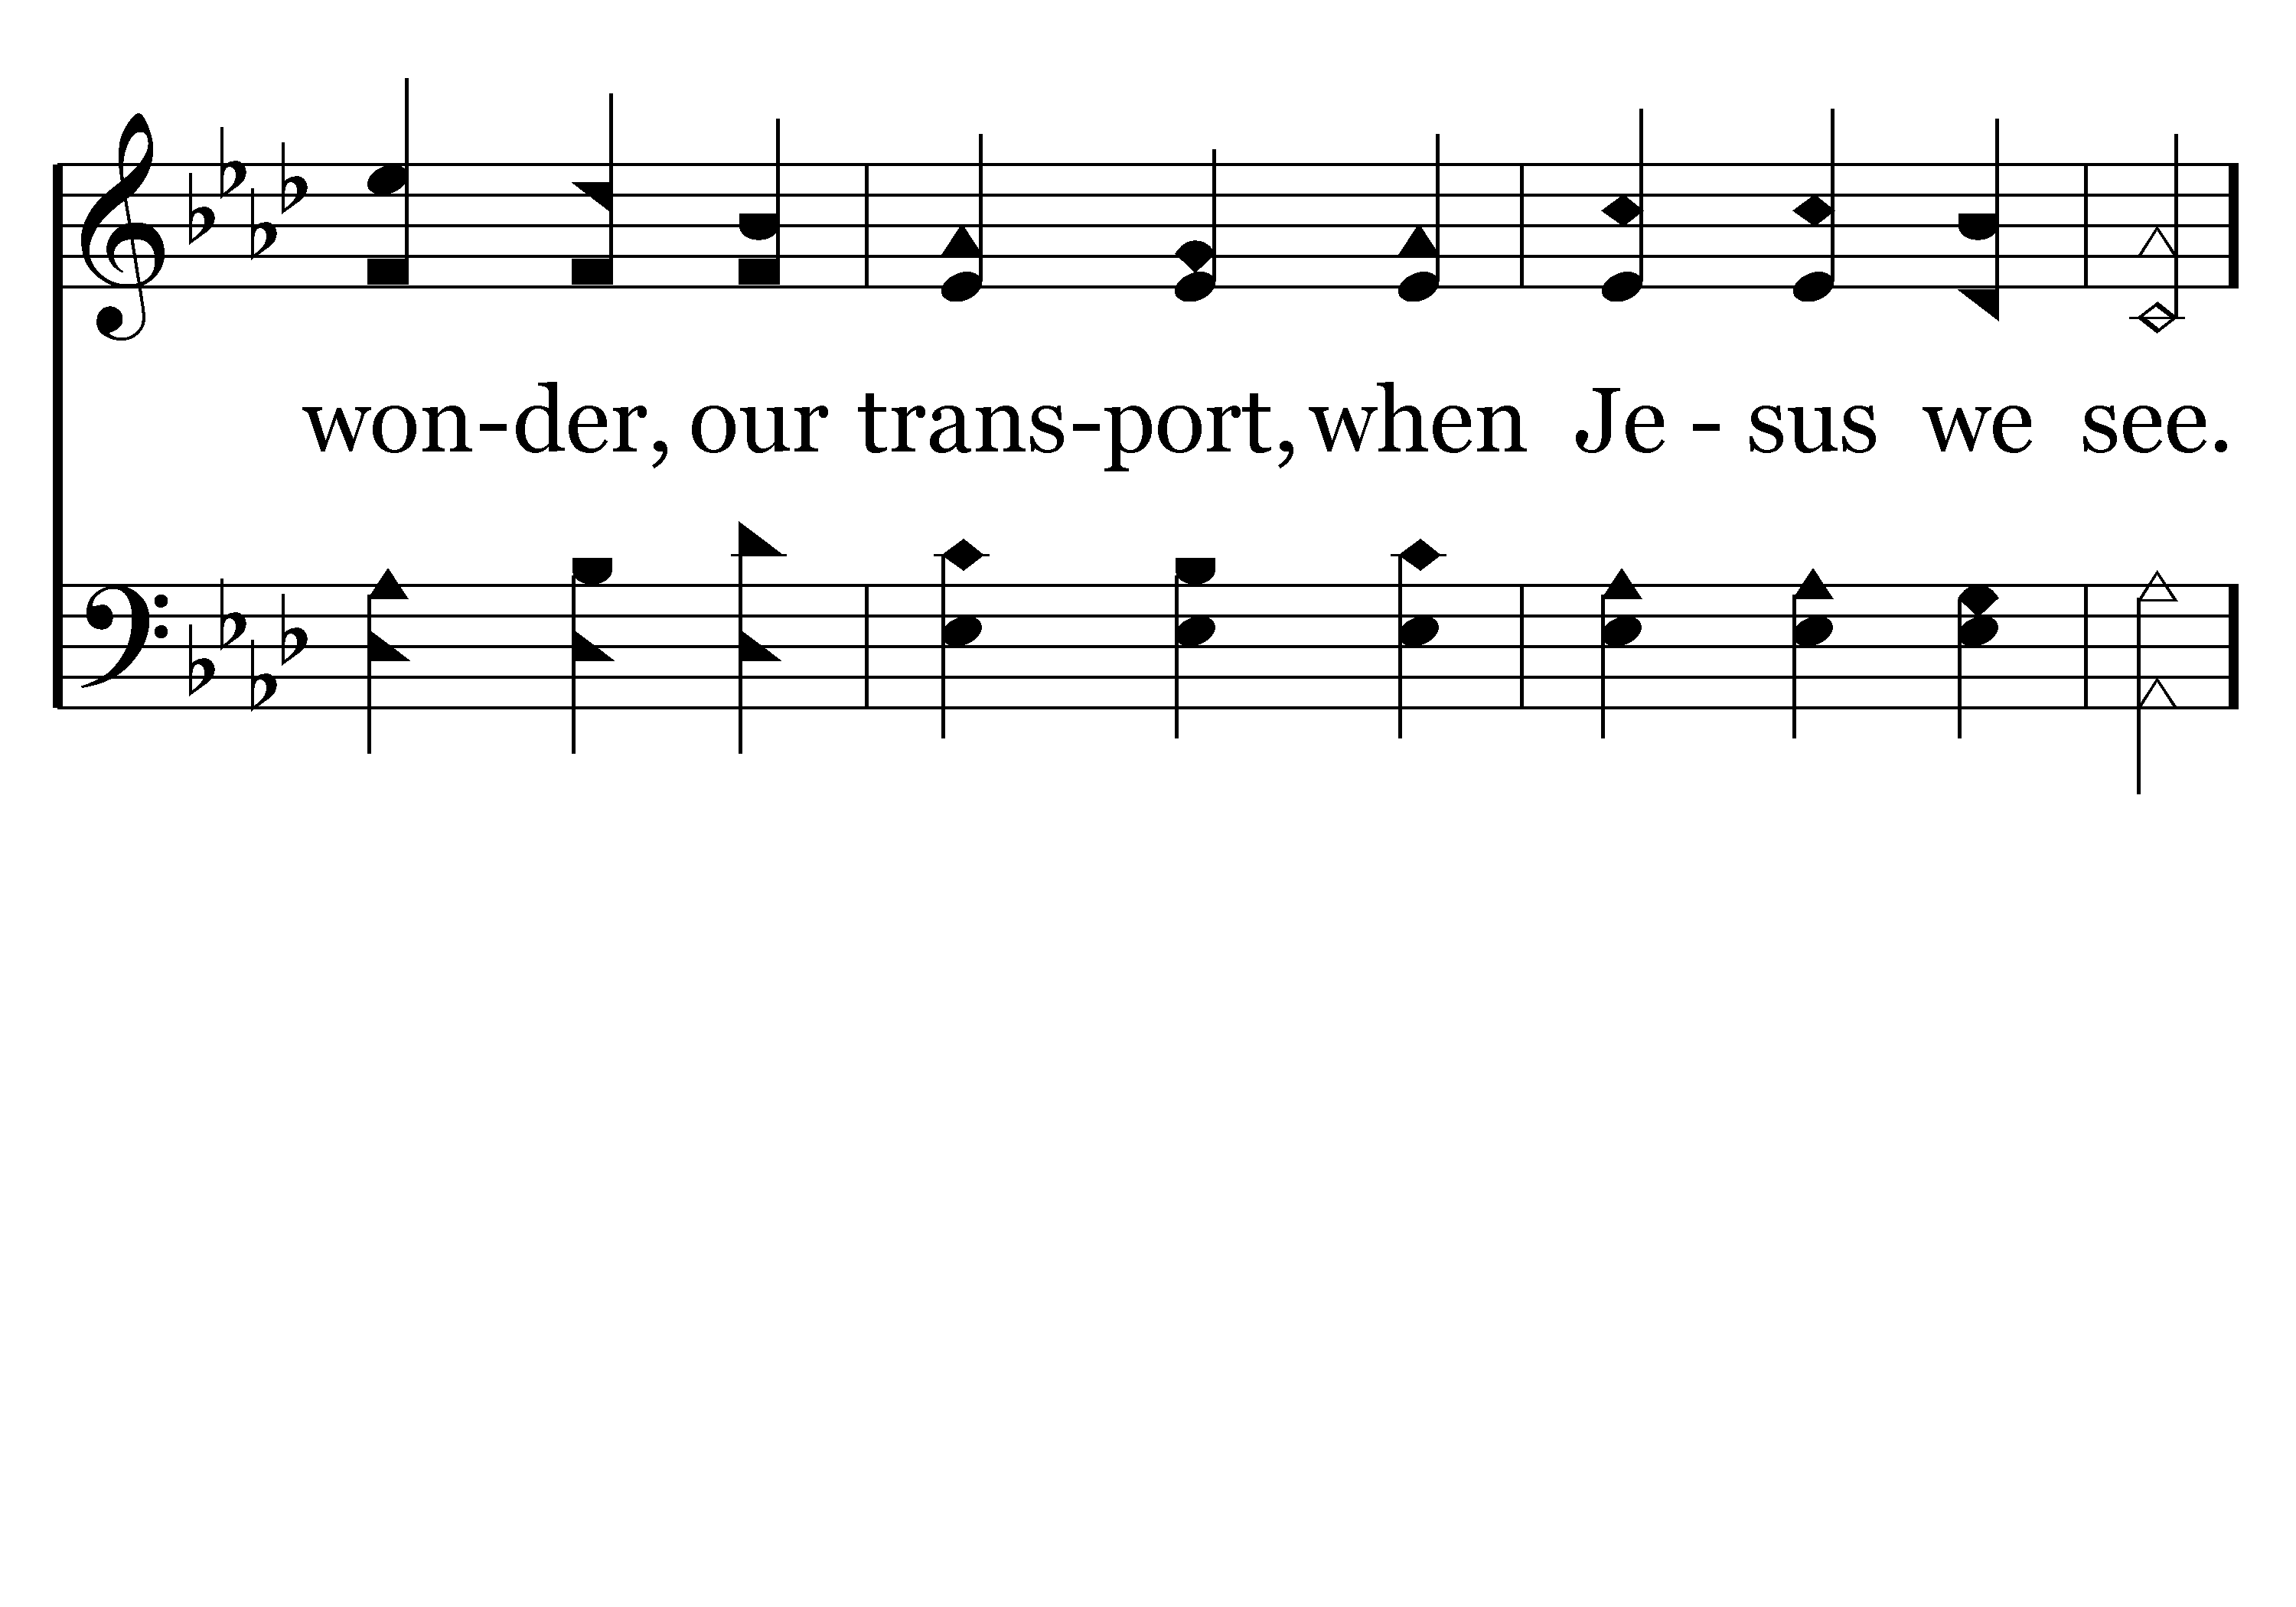 won-der, our trans-port, when Je - sus we see.